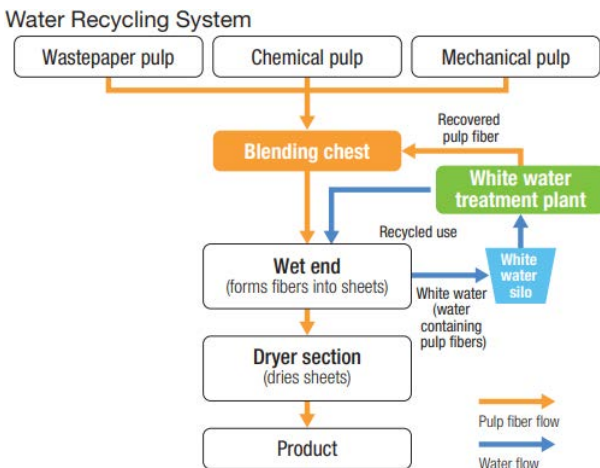 Water Recycling System
Wastepaper pulp
Chemical pulp
Mechanical pulp
Recovered
pulp fiber
Blending chest
White water
treatment plant
Recycled use
Wet end
(forms fibers into sheets)
White
water
silo
White water
(water
containing
pulp fibers)
Dryer section
(dries sheets)
Product
Pulp fiber flow
Water flow